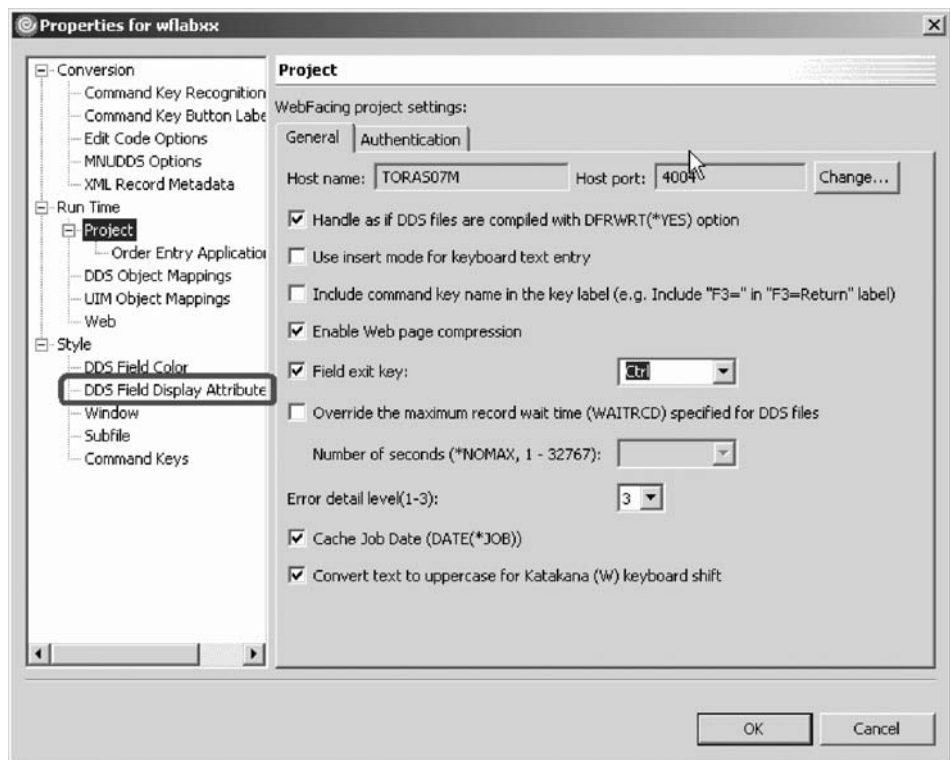 Properties for wflabxx
Conversion
Command Key Recognition
Command Key Button Labe
Edit Code Options
MNUDDS Options
XML Record Metadata
Run Time
Project
Order Entry Applicatio
DDS Object Mappings
UIM Object Mappings
Web
Style
DDS Field Color
DDS Field Display Attribute
Window
Subfile
Command Keys
Project
WebFacing project settings:
General Authentication
Host name: TORAS07M Host port: 4004 Change...
Handle as if DDS files are compiled with DFRWRT(*YES) option
Use insert mode for keyboard text entry
Include command key name in the key label (e.g. Include "F3=" in "F3=Return" label)
Enable Web page compression
Field exit key: Ctrl
Override the maximum record wait time (WAITRCD) specified for DDS files
Number of seconds (*NOMAX, 1 - 32767):
Error detail level(1-3): 3
Cache Job Date (DATE(*JOB))
Convert text to uppercase for Katakana (W) keyboard shift
OK Cancel